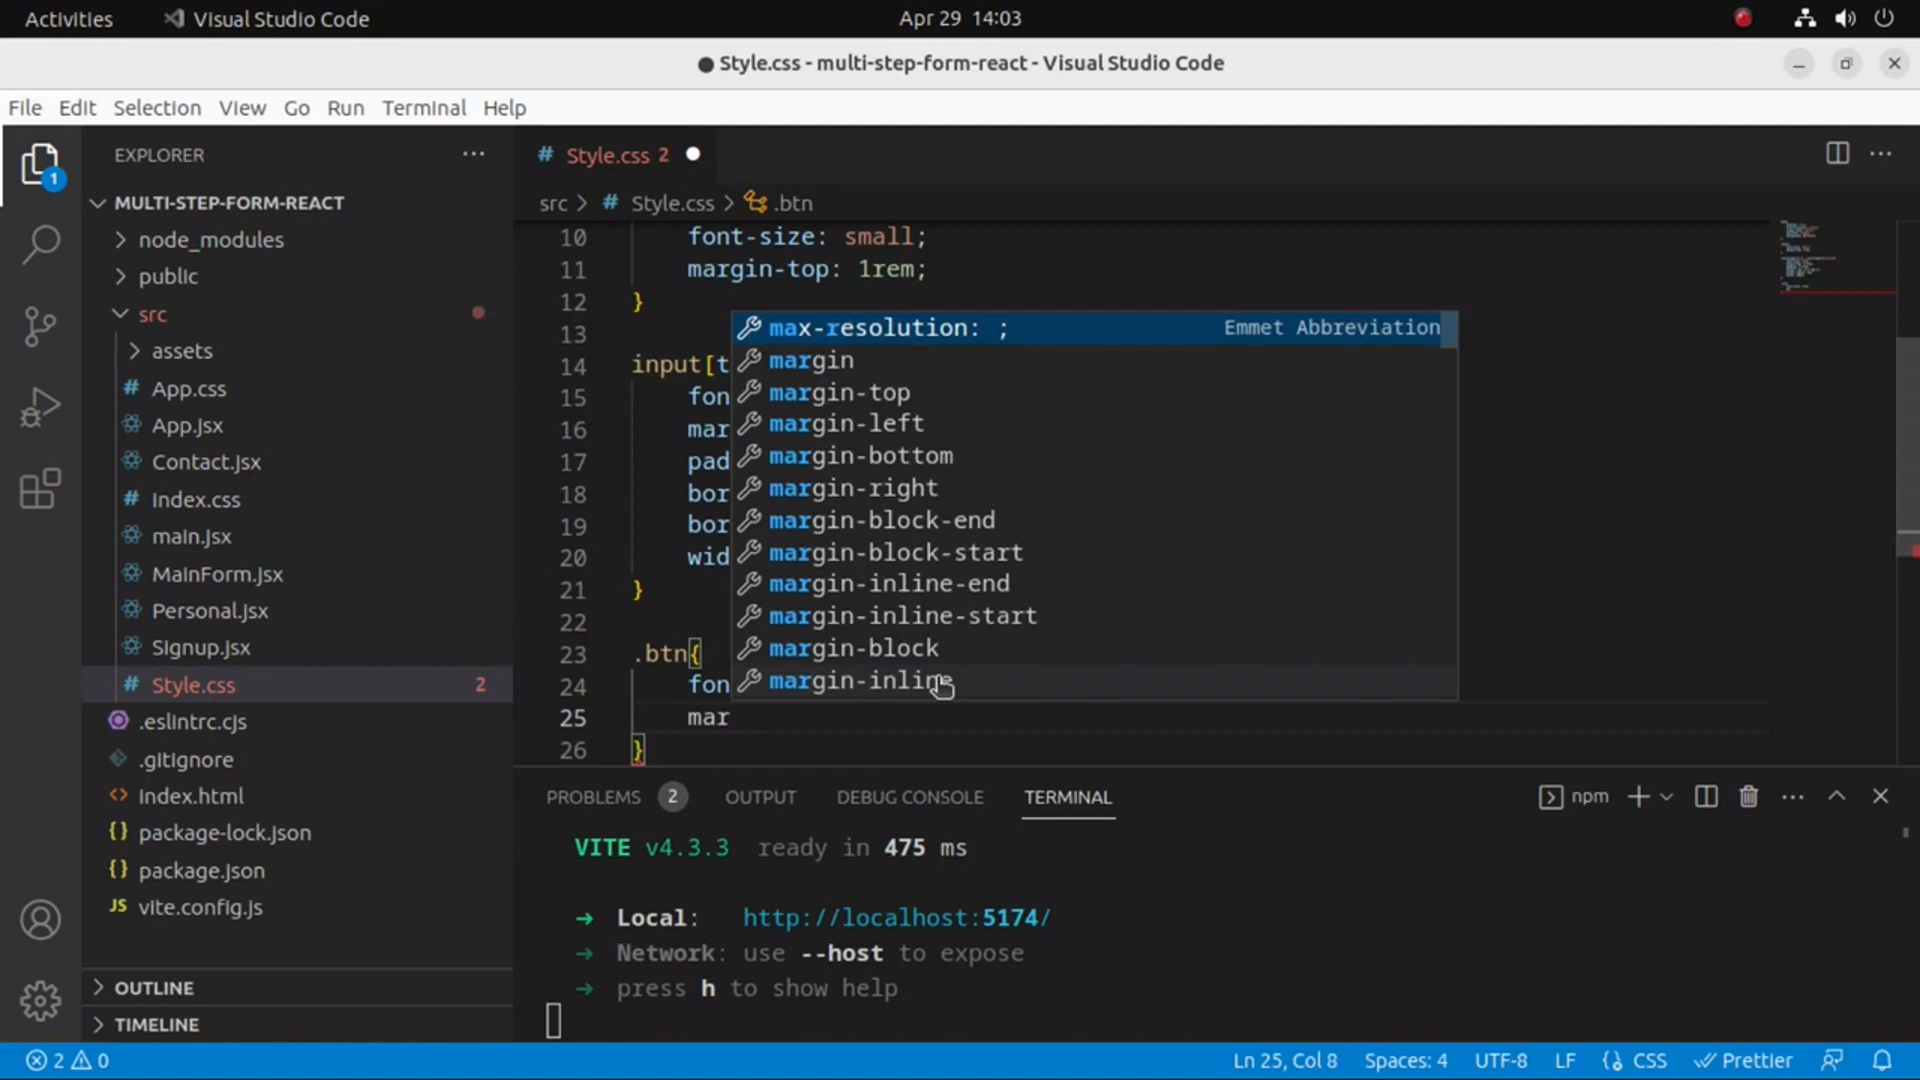 Activities Visual Studio Code Apr 29 14:03
Style.css - multi-step-form-react - Visual Studio Code
File Edit Selection View Go Run Terminal Help
EXPLORER
MULTI-STEP-FORM-REACT
node_modules
public
src
assets
App.css
App.jsx
Contact.jsx
Index.css
main.jsx
MainForm.jsx
Personal.jsx
Signup.jsx
Style.css 2
.eslintrc.cjs
.gitignore
index.html
package-lock.json
package.json
vite.config.js
OUTLINE
TIMELINE
1
# Style.css 2
src > # Style.css > .btn
10 font-size: small;
11 margin-top: 1rem;
12 }
13
14 input[t
15 fon
16 mar
17 pad
18 bor
19 bor
20 wid
21 }
22
23 .btn{
24 fon
25 mar
26 }
max-resolution: ; Emmet Abbreviation
margin
margin-top
margin-left
margin-bottom
margin-right
margin-block-end
margin-block-start
margin-inline-end
margin-inline-start
margin-block
margin-inline
PROBLEMS 2 OUTPUT DEBUG CONSOLE TERMINAL npm
VITE v4.3.3 ready in 475 ms
➜ Local: http://localhost:5174/
➜ Network: use --host to expose
➜ press h to show help
2 0 Ln 25, Col 8 Spaces: 4 UTF-8 LF CSS Prettier